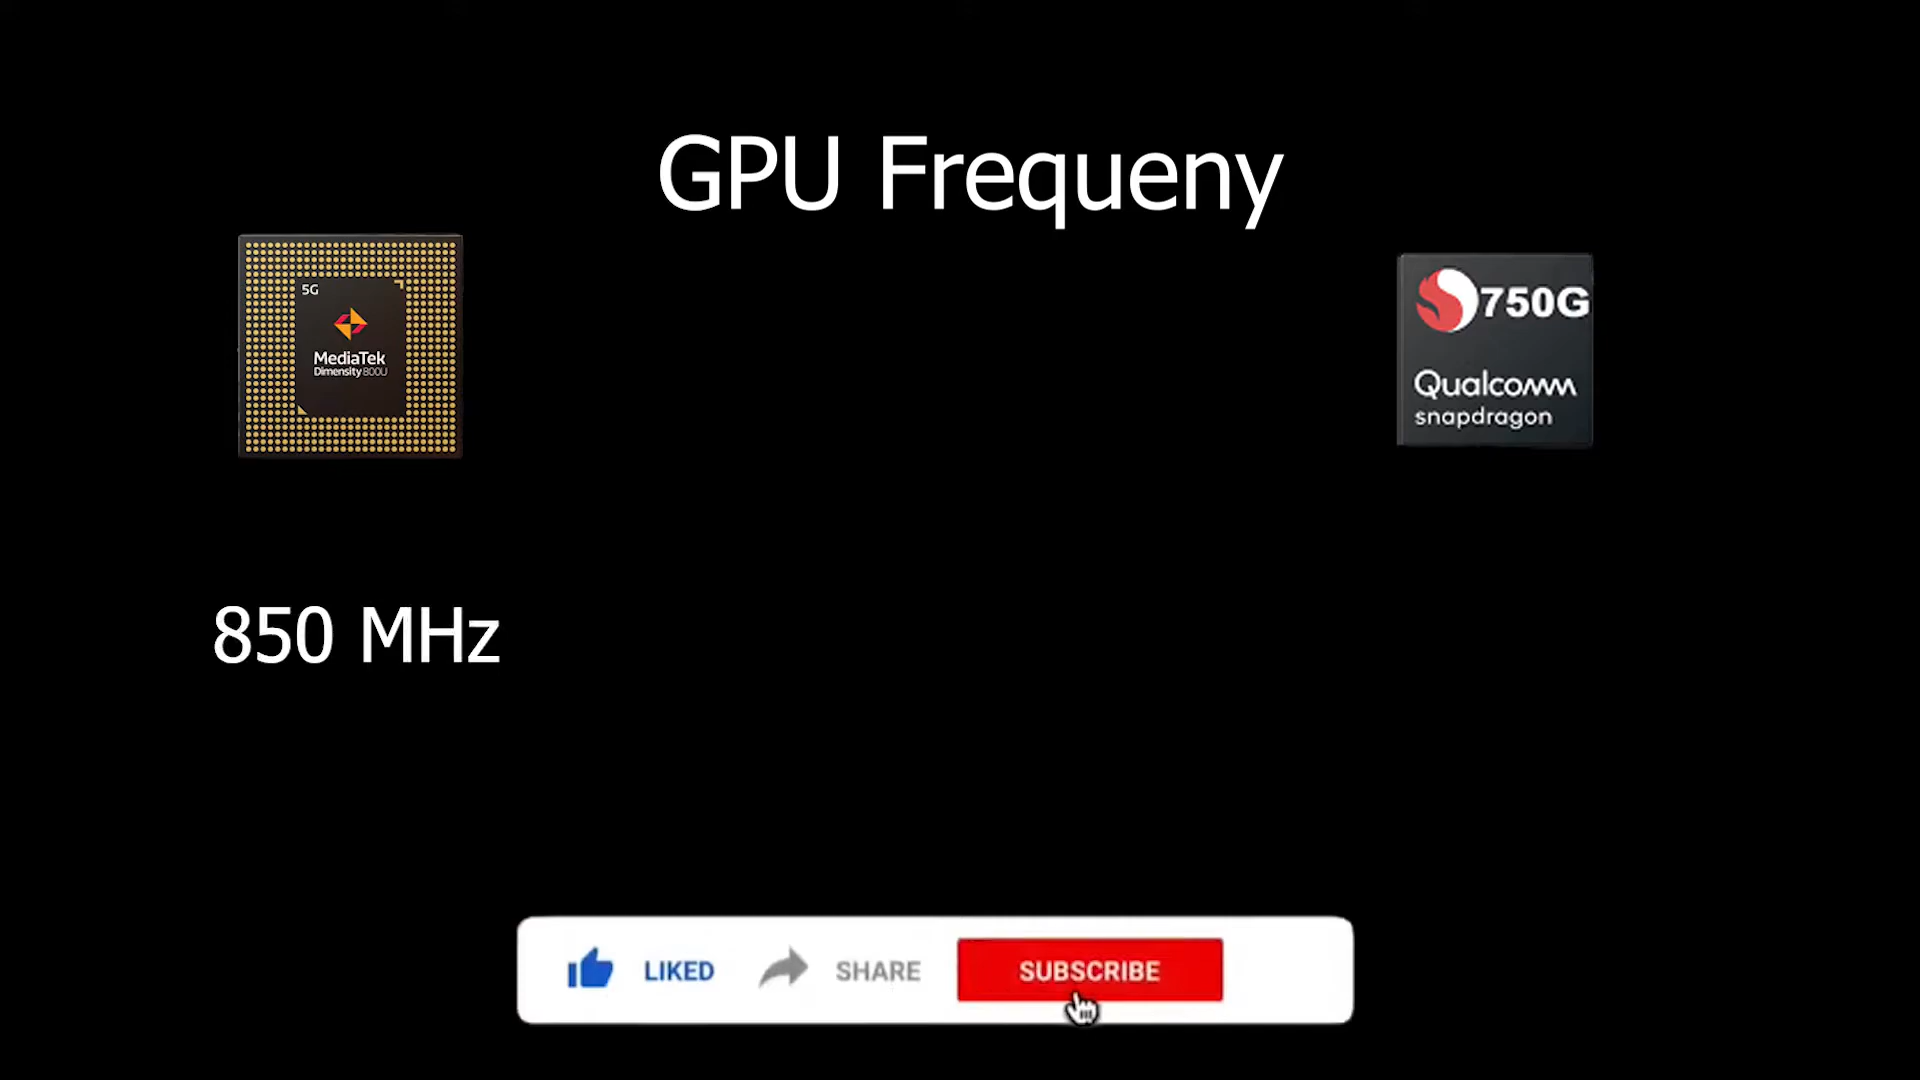 GPU Frequeny
5G
MediaTek
Dimensity 800U
750G
Qualcomm
snapdragon
850 MHz
LIKED SHARE SUBSCRIBE